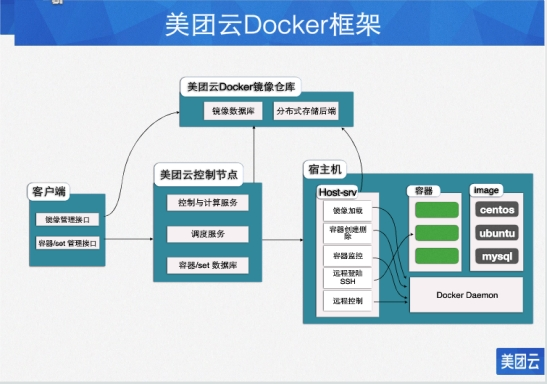 美团云Docker框架
美团云Docker镜像仓库
镜像数据库
分布式存储后端
客户端
镜像管理接口
容器/set 管理接口
美团云控制节点
控制与计算服务
调度服务
容器/set 数据库
宿主机
Host-srv
镜像加载
容器创建删
除
容器监控
远程登陆
SSH
远程控制
容器
image
centos
ubuntu
mysql
Docker Daemon
美团云